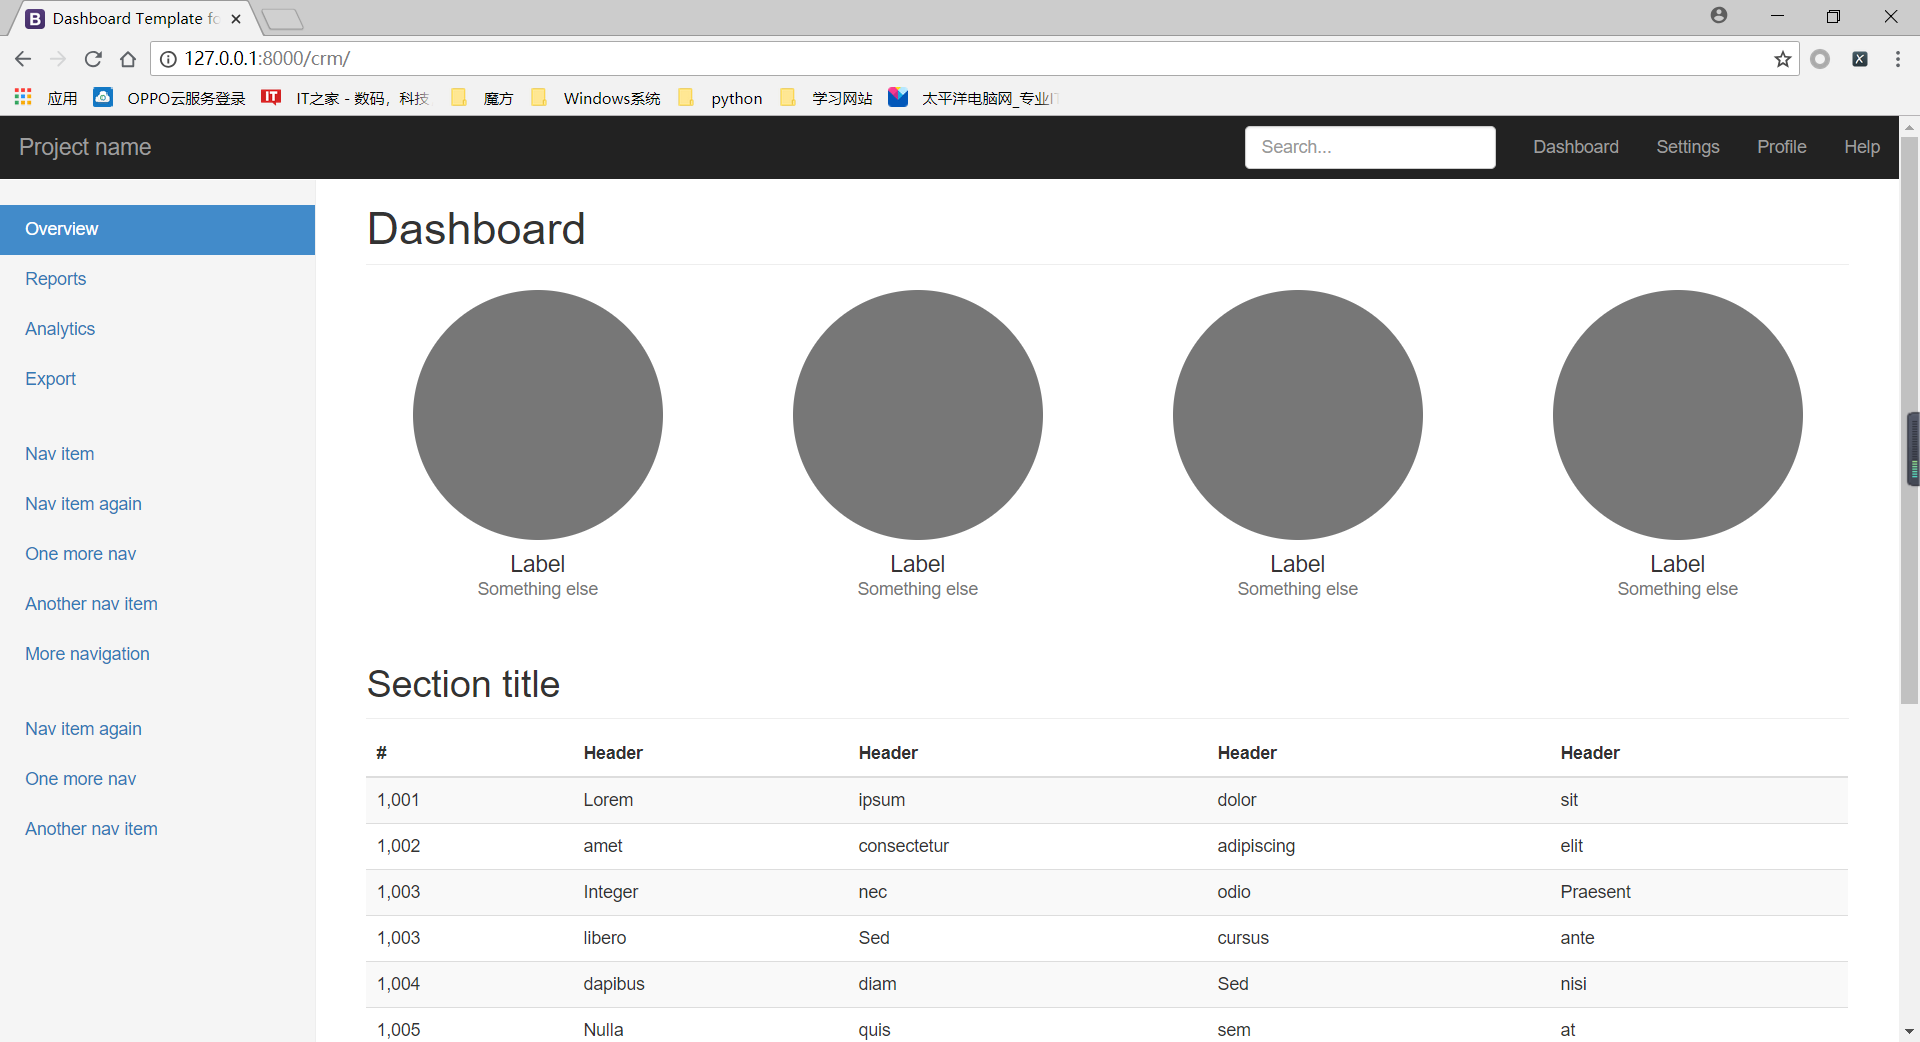 Dashboard Template fo
127.0.0.1:8000/crm/
应用 OPPO云服务登录 IT IT之家 - 数码，科技 魔方 Windows系统 python 学习网站 太平洋电脑网_专业IT
Project name Search... Dashboard Settings Profile Help
Overview
Reports
Analytics
Export
Nav item
Nav item again
One more nav
Another nav item
More navigation
Nav item again
One more nav
Another nav item
Dashboard
Label Label Label Label
Something else Something else Something else Something else
Section title
# Header Header Header Header
1,001 Lorem ipsum dolor sit
1,002 amet consectetur adipiscing elit
1,003 Integer nec odio Praesent
1,003 libero Sed cursus ante
1,004 dapibus diam Sed nisi
1,005 Nulla quis sem at